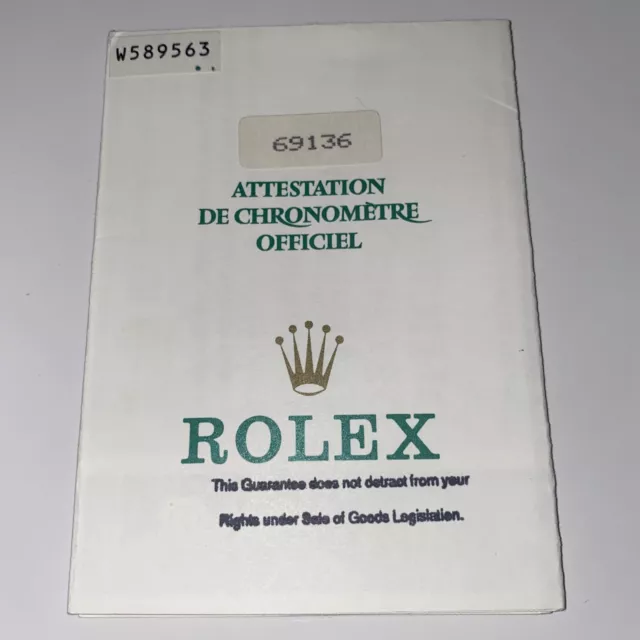 W589563
69136
ATTESTATION
DE CHRONOMÈTRE
OFFICIEL
ROLEX
This Guarantee does not detract from your
Rights under Sale of Goods Legislation.